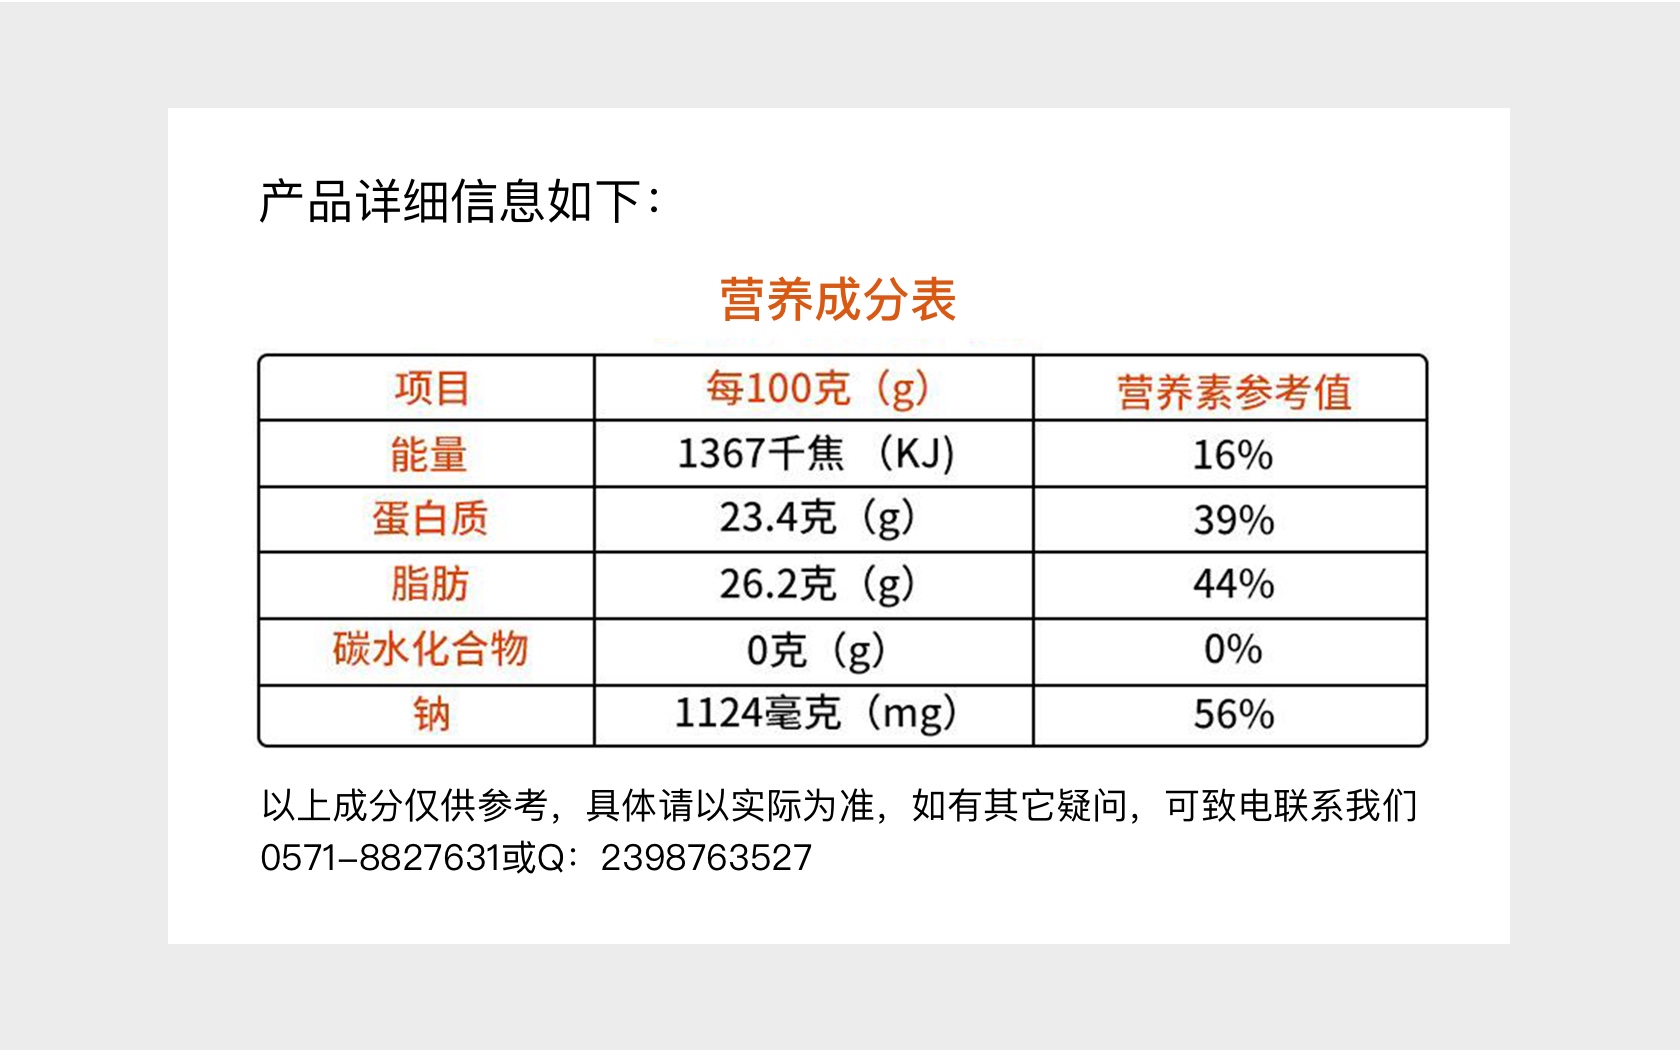 产品详细信息如下：
营养成分表
项目 每100克（g） 营养素参考值
能量 1367千焦 （KJ) 16%
蛋白质 23.4克（g） 39%
脂肪 26.2克（g） 44%
碳水化合物 0克（g） 0%
钠 1124毫克（mg） 56%
以上成分仅供参考，具体请以实际为准，如有其它疑问，可致电联系我们
0571-8827631或Q：2398763527